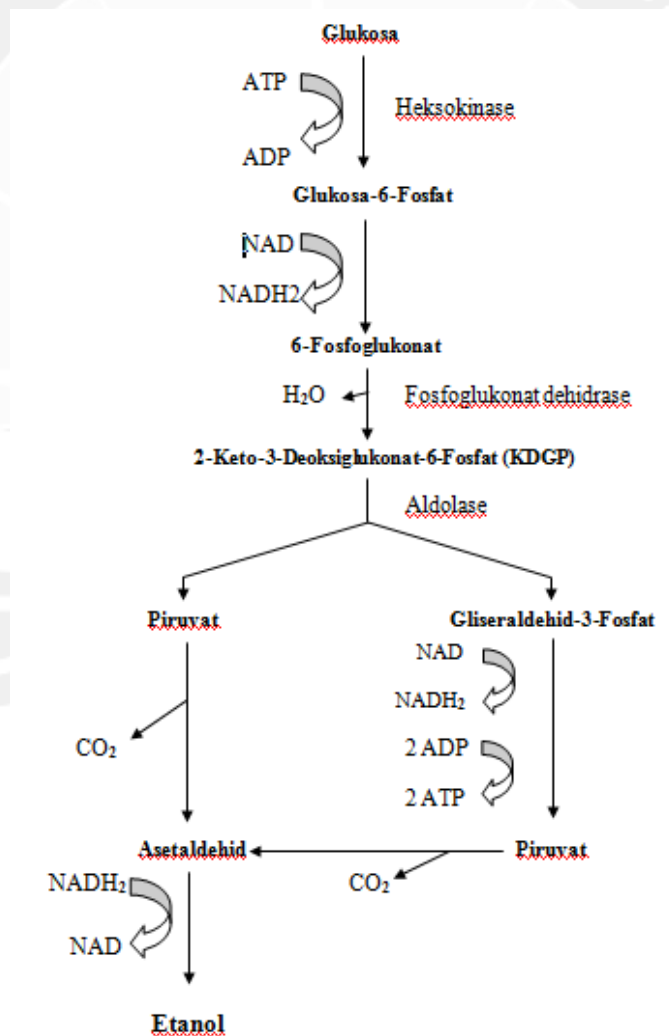 Glukosa
ATP
Heksokinase
ADP
Glukosa-6-Fosfat
NAD
NADH2
6-Fosfoglukonat
H₂O
Fosfoglukonat dehidrase
2-Keto-3-Deoksiglukonat-6-Fosfat (KDGP)
Aldolase
Piruvat
Gliseraldehid-3-Fosfat
NAD
NADH₂
CO₂
2 ADP
2 ATP
Asetaldehid
Piruvat
NADH₂
CO₂
NAD
Etanol